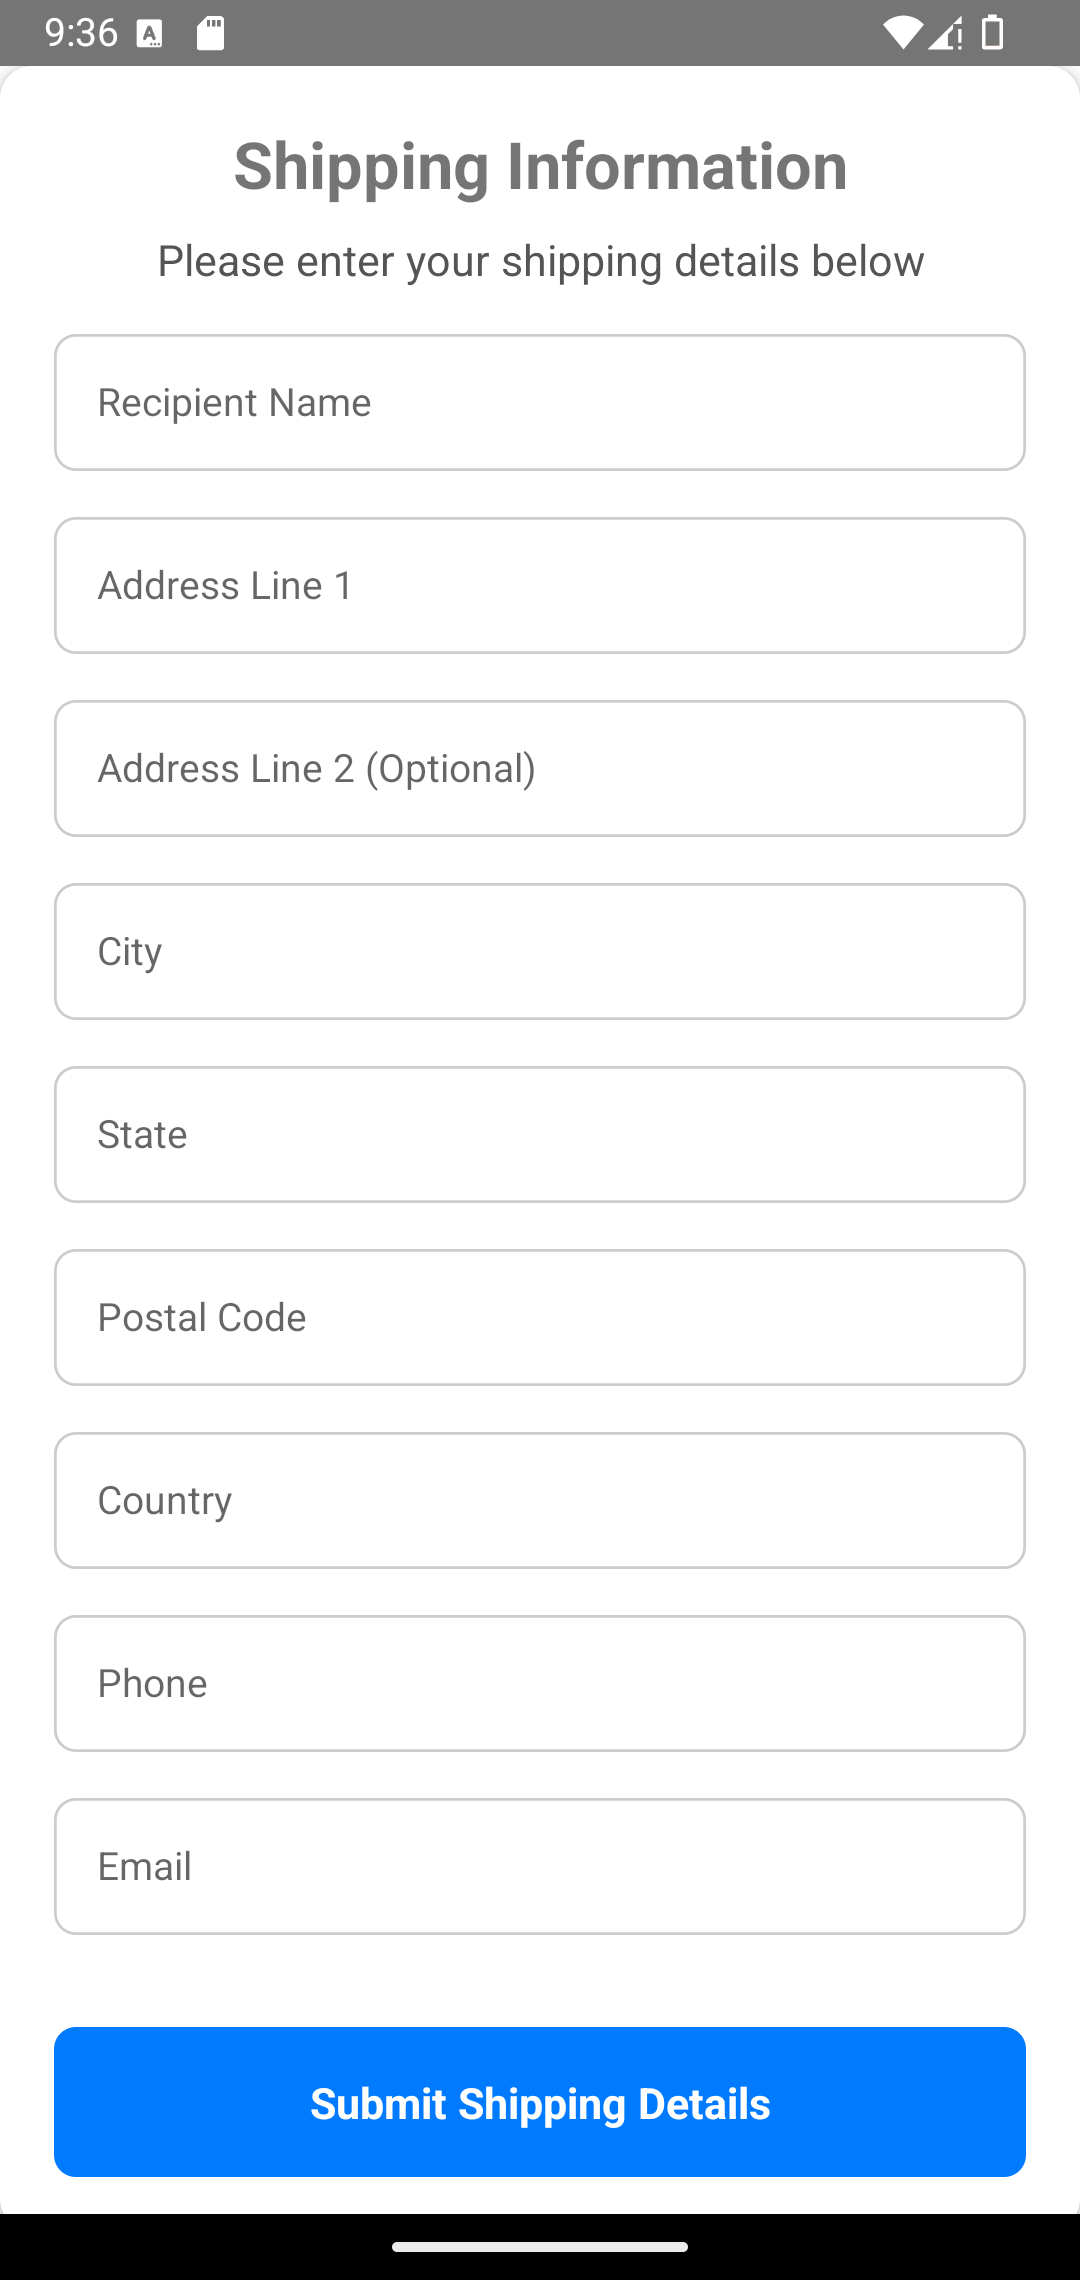 9:36
Shipping Information
Please enter your shipping details below
Recipient Name
Address Line 1
Address Line 2 (Optional)
City
State
Postal Code
Country
Phone
Email
Submit Shipping Details